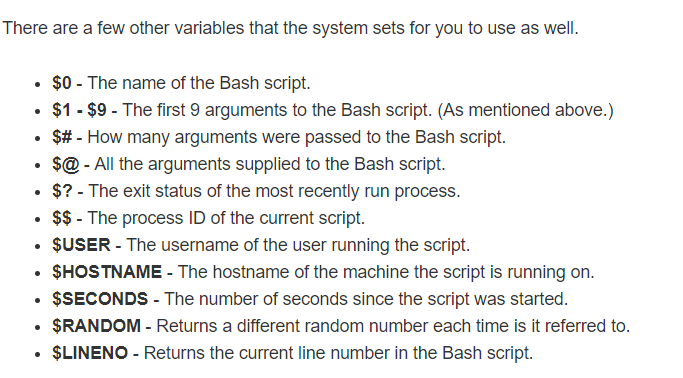 There are a few other variables that the system sets for you to use as well.
• $0 - The name of the Bash script.
• $1 - $9 - The first 9 arguments to the Bash script. (As mentioned above.)
• $# - How many arguments were passed to the Bash script.
• $@ - All the arguments supplied to the Bash script.
• $? - The exit status of the most recently run process.
• $$ - The process ID of the current script.
• $USER - The username of the user running the script.
• $HOSTNAME - The hostname of the machine the script is running on.
• $SECONDS - The number of seconds since the script was started.
• $RANDOM - Returns a different random number each time is it referred to.
• $LINENO - Returns the current line number in the Bash script.